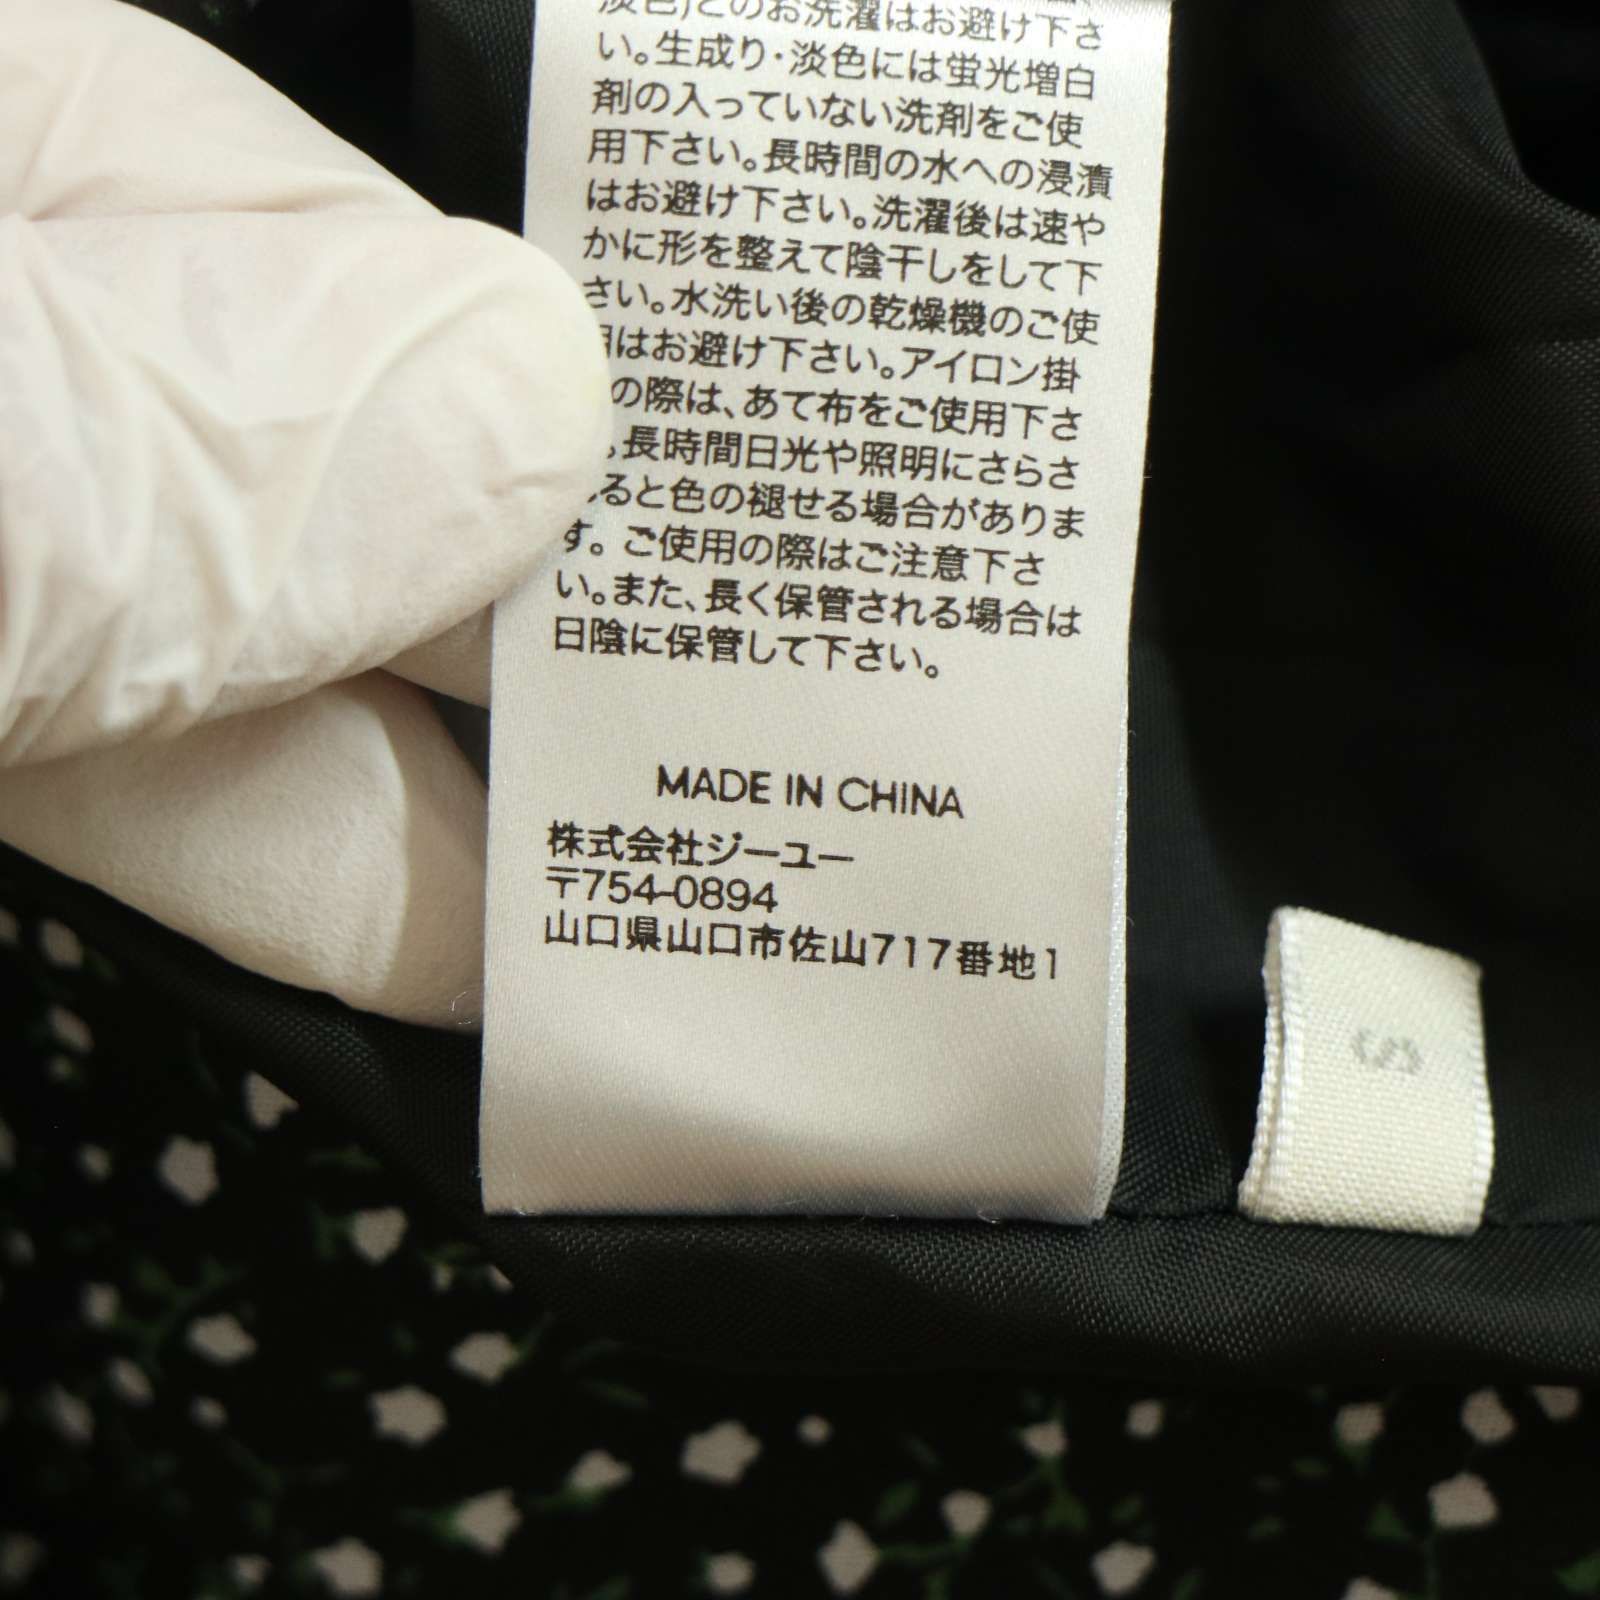 淡色)とのお洗濯はお避け下さ
い。生成り・淡色には蛍光増白
剤の入っていない洗剤をご使
用下さい。長時間の水への浸漬
はお避け下さい。洗濯後は速や
かに形を整えて陰干しをして下
さい。水洗い後の乾燥機のご使
用はお避け下さい。アイロン掛
の際は、あて布をご使用下さ
。長時間日光や照明にさらさ
ると色の褪せる場合がありま
す。ご使用の際はご注意下さ
い。また、長く保管される場合は
日陰に保管して下さい。
MADE IN CHINA
株式会社ジーユー
〒754-0894
山口県山口市佐山717番地1
S